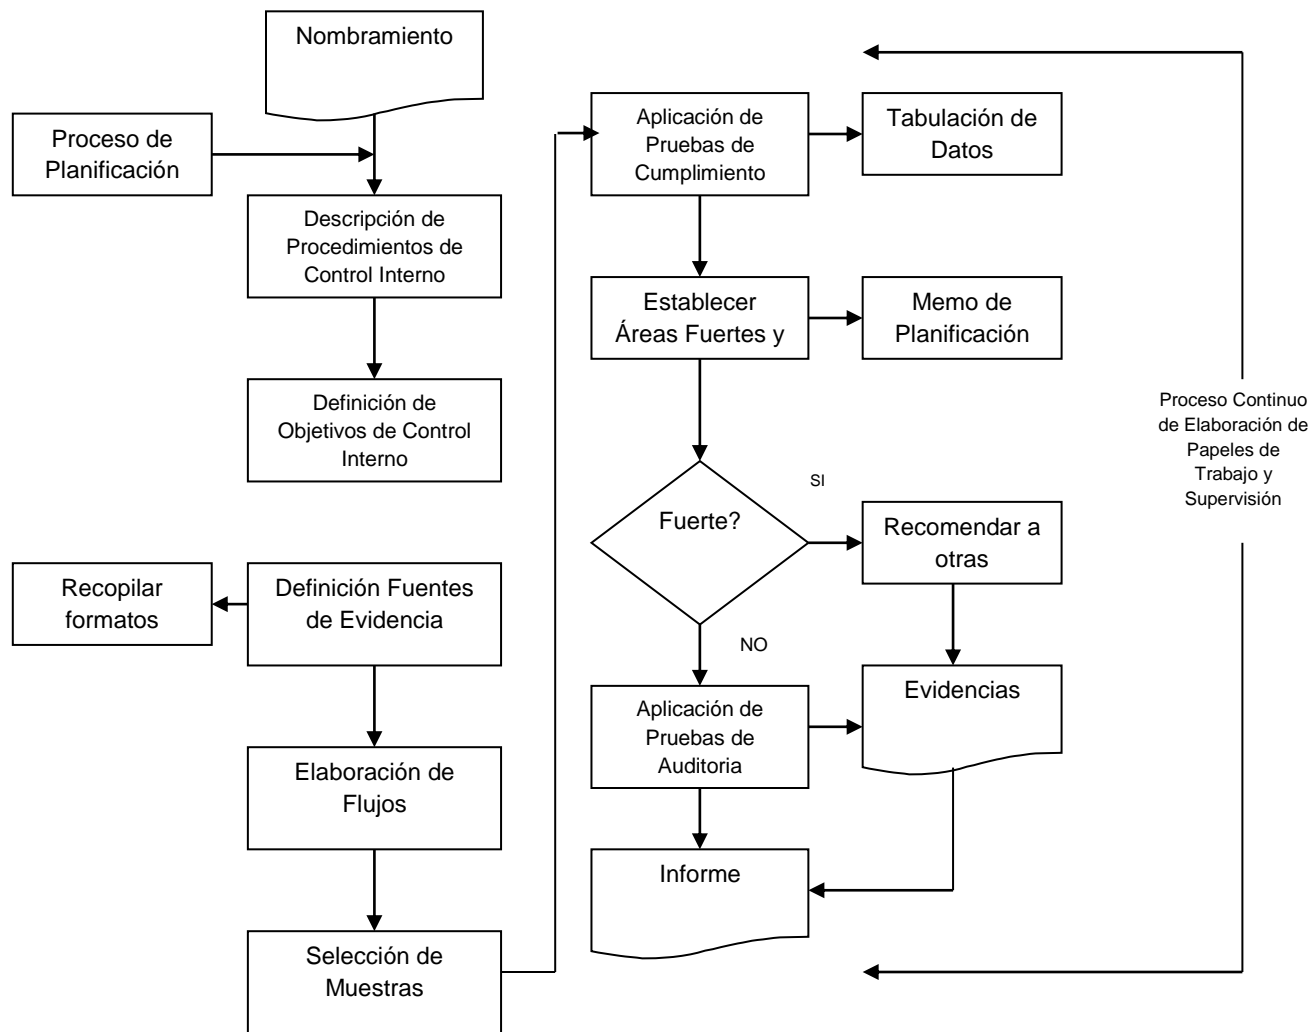 Nombramiento
Proceso de
Planificación
Descripción de
Procedimientos de
Control Interno
Definición de
Objetivos de Control
Interno
Recopilar
formatos
Definición Fuentes
de Evidencia
Elaboración de
Flujos
Selección de
Muestras
Aplicación de
Pruebas de
Cumplimiento
Tabulación de
Datos
Establecer
Áreas Fuertes y
Memo de
Planificación
Fuerte?
SI
Recomendar a
otras
NO
Aplicación de
Pruebas de
Auditoria
Evidencias
Informe
Proceso Continuo
de Elaboración de
Papeles de
Trabajo y
Supervisión